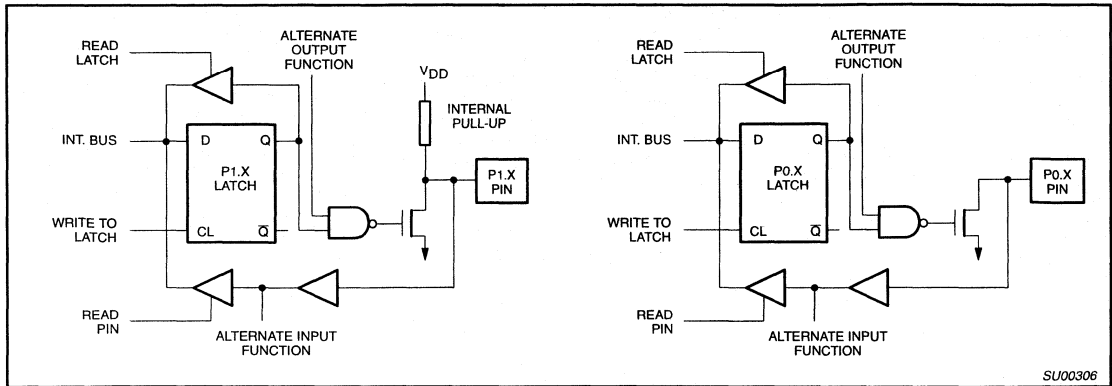 READ
LATCH
ALTERNATE
OUTPUT
FUNCTION
VDD
INTERNAL
PULL-UP
INT. BUS
D
Q
P1.X
LATCH
P1.X
PIN
WRITE TO
LATCH
CL
Q̅
READ
PIN
ALTERNATE INPUT
FUNCTION
READ
LATCH
ALTERNATE
OUTPUT
FUNCTION
INT. BUS
D
Q
P0.X
LATCH
P0.X
PIN
WRITE TO
LATCH
CL
Q̅
READ
PIN
ALTERNATE INPUT
FUNCTION
SU00306